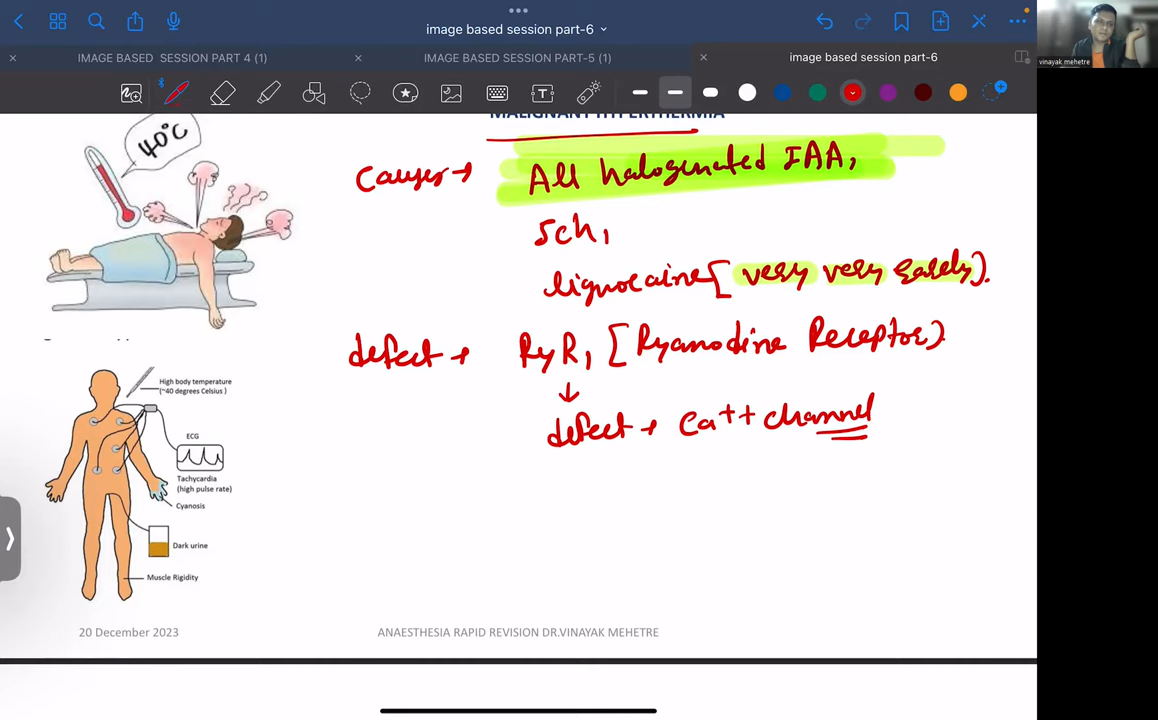 image based session part-6
IMAGE BASED SESSION PART 4 (1)
IMAGE BASED SESSION PART-5 (1)
image based session part-6
vinayak mehetre
MALIGNANT HYPERTHERMIA
40°C
Causes → All halogenated IAA,
Sch,
lignocaine [very very rarely).
defect → RyR, [Ryanodine Receptor).
↓
defect → Ca++ channel
High body temperature
(~40 degrees Celsius )
ECG
Tachycardia
(high pulse rate)
Cyanosis
Dark urine
Muscle Rigidity
20 December 2023
ANAESTHESIA RAPID REVISION DR.VINAYAK MEHETRE